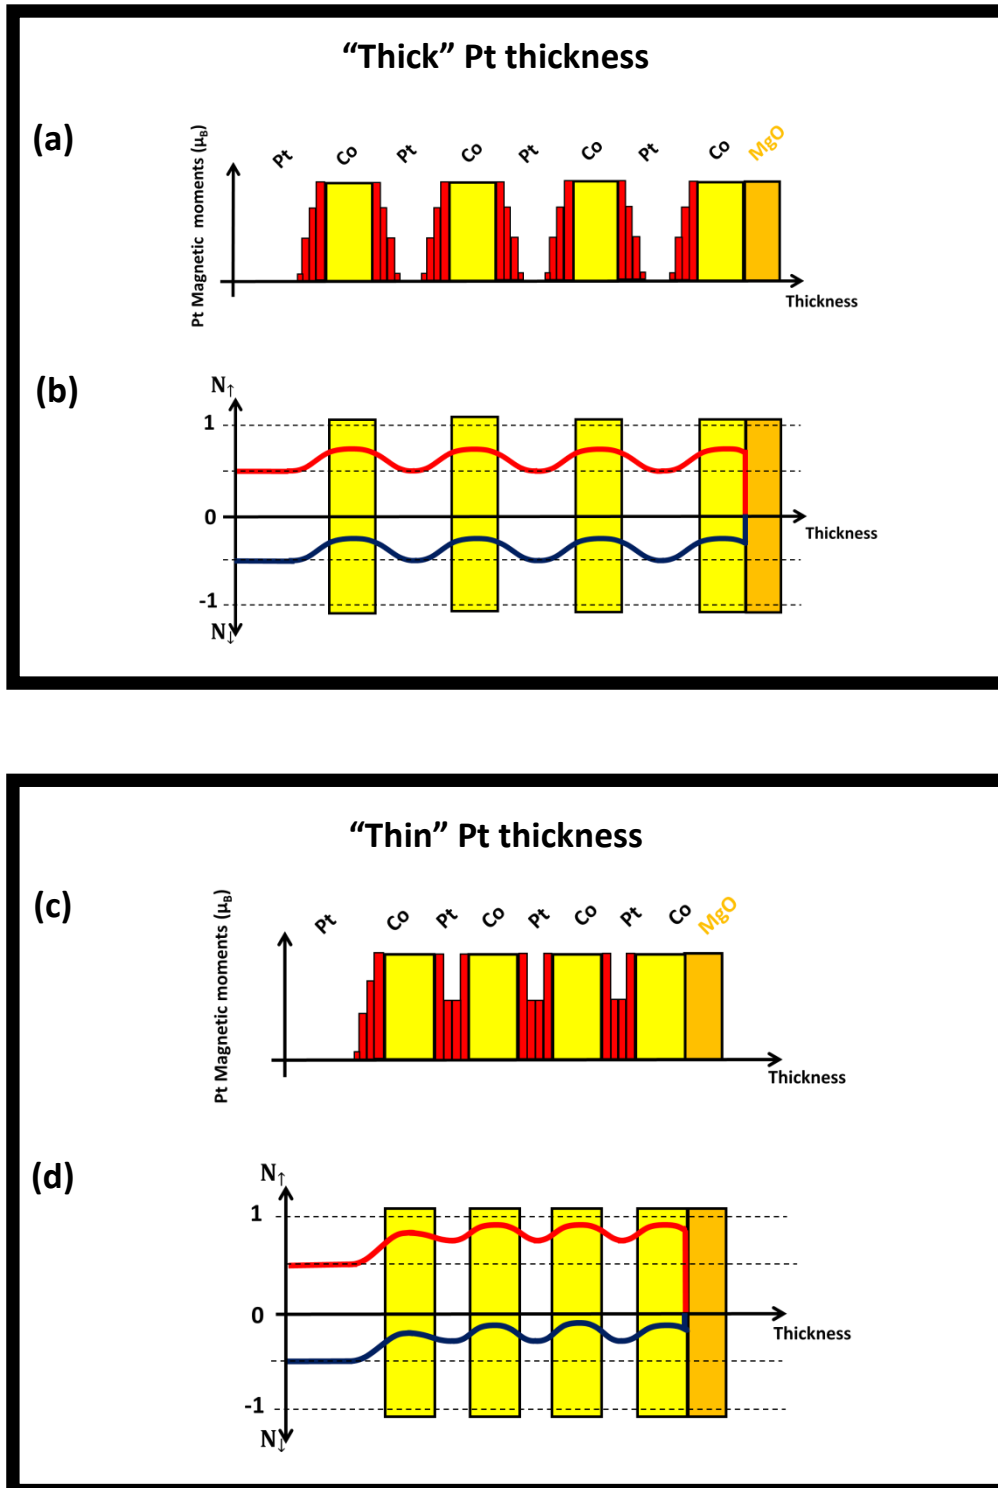 “Thick” Pt thickness
(a)
Pt Magnetic moments (μB)
Pt Co Pt Co Pt Co Pt Co MgO
Thickness
(b)
N↑
1
0
Thickness
-1
N↓
“Thin” Pt thickness
(c)
Pt Magnetic moments (μB)
Pt Co Pt Co Pt Co Pt Co MgO
Thickness
(d)
N↑
1
0
Thickness
-1
N↓